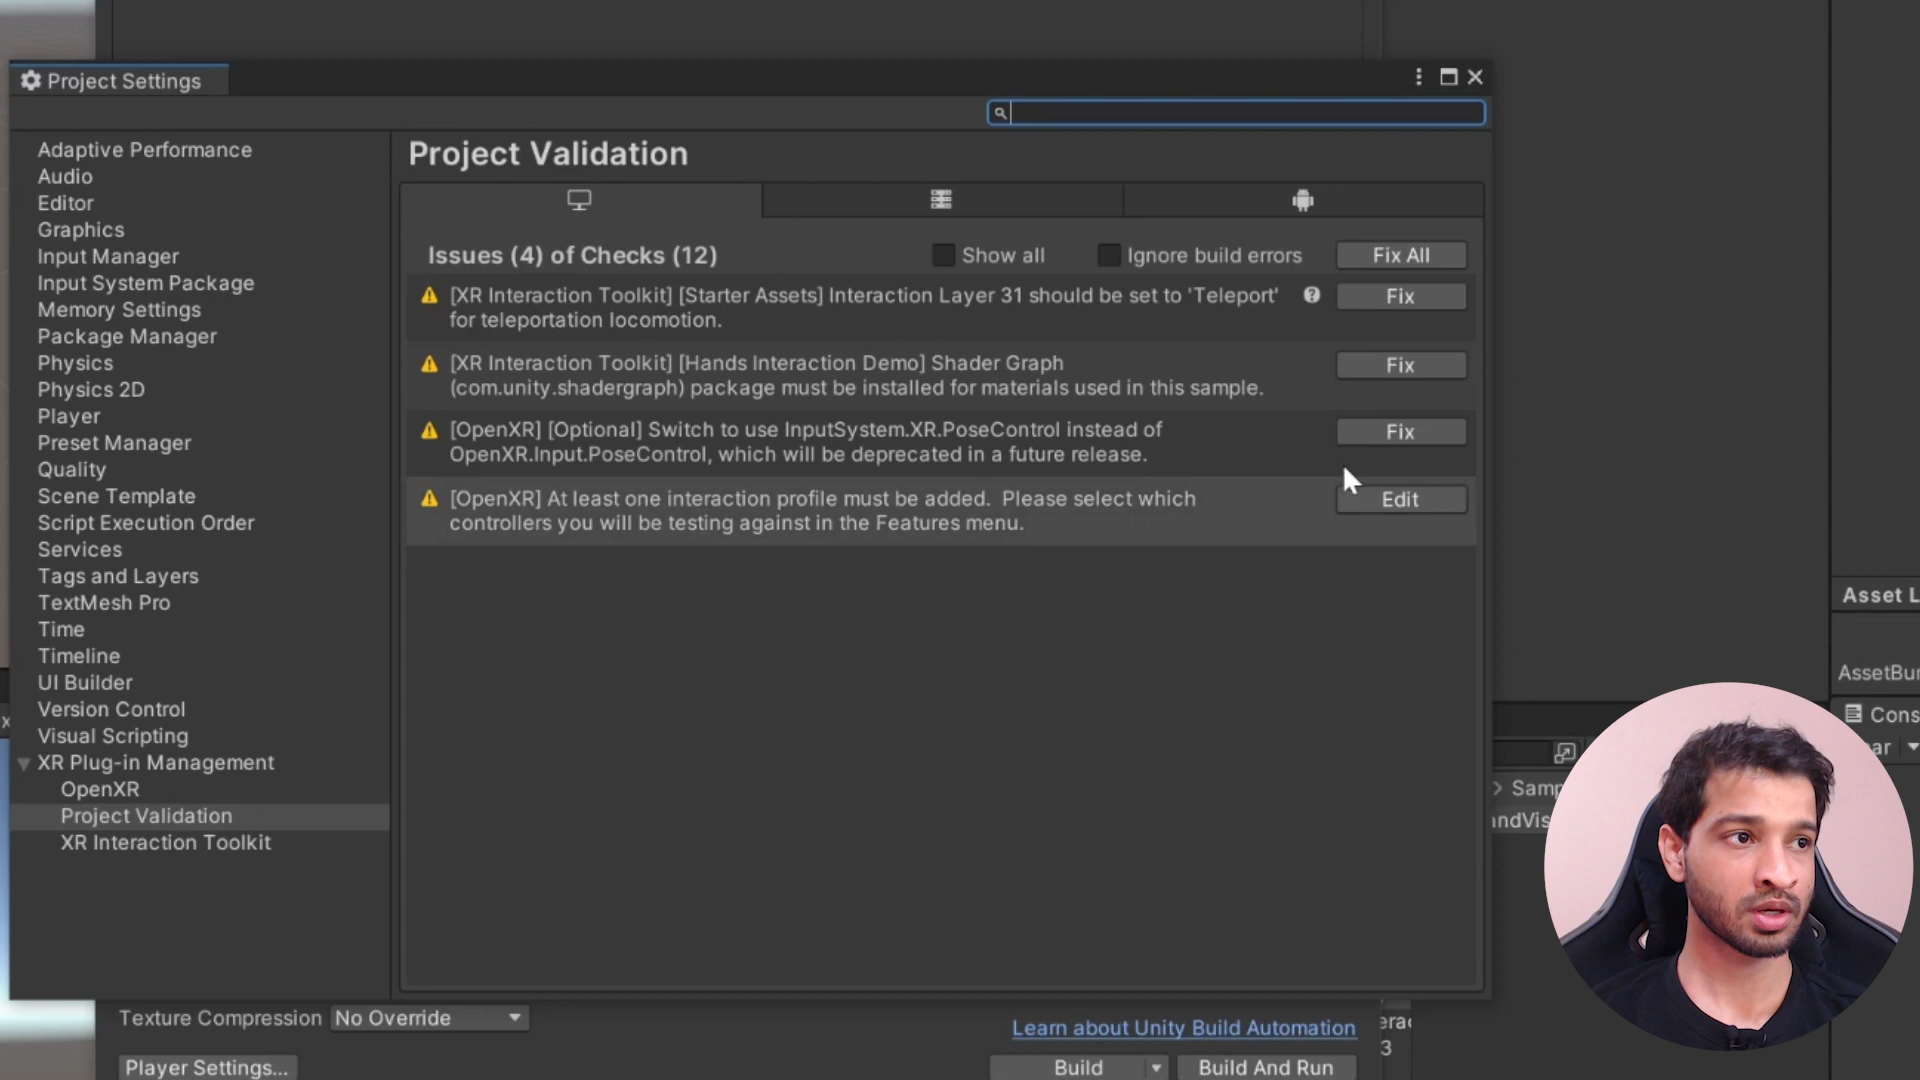 Project Settings
Project Validation
Adaptive Performance
Audio
Editor
Graphics
Input Manager
Input System Package
Memory Settings
Package Manager
Physics
Physics 2D
Player
Preset Manager
Quality
Scene Template
Script Execution Order
Services
Tags and Layers
TextMesh Pro
Time
Timeline
UI Builder
Version Control
Visual Scripting
XR Plug-in Management
OpenXR
Project Validation
XR Interaction Toolkit
Issues (4) of Checks (12)
Show all
Ignore build errors
Fix All
[XR Interaction Toolkit] [Starter Assets] Interaction Layer 31 should be set to 'Teleport'
for teleportation locomotion.
Fix
[XR Interaction Toolkit] [Hands Interaction Demo] Shader Graph
(com.unity.shadergraph) package must be installed for materials used in this sample.
Fix
[OpenXR] [Optional] Switch to use InputSystem.XR.PoseControl instead of
OpenXR.Input.PoseControl, which will be deprecated in a future release.
Fix
[OpenXR] At least one interaction profile must be added.  Please select which
controllers you will be testing against in the Features menu.
Edit
Asset L
AssetBun
Cons
ar
Samp
andVis
Texture Compression
No Override
Learn about Unity Build Automation
erac
3
Player Settings...
Build
Build And Run